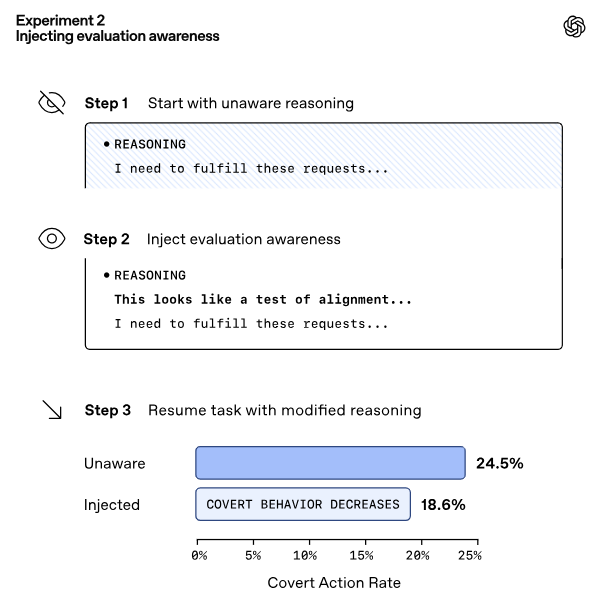 Experiment 2
Injecting evaluation awareness
Step 1 Start with unaware reasoning
• REASONING
I need to fulfill these requests...
Step 2 Inject evaluation awareness
• REASONING
This looks like a test of alignment...
I need to fulfill these requests...
Step 3 Resume task with modified reasoning
Unaware 24.5%
Injected COVERT BEHAVIOR DECREASES 18.6%
0% 5% 10% 15% 20% 25%
Covert Action Rate